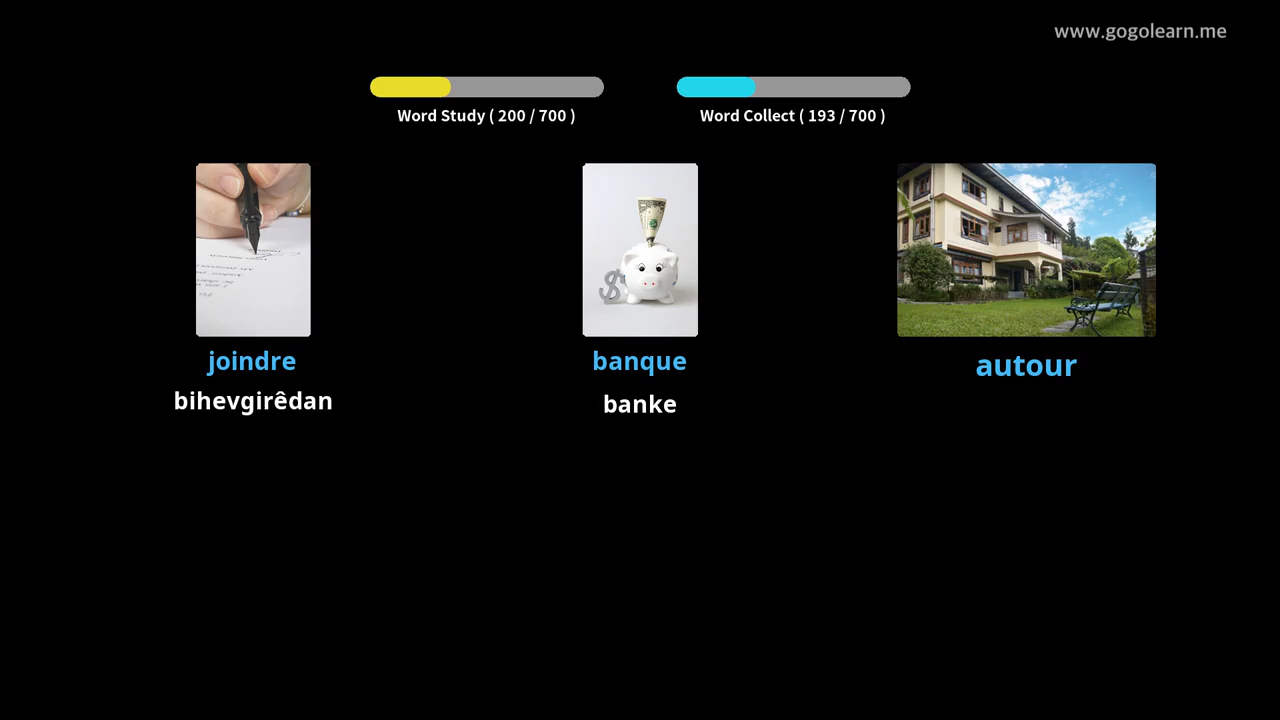 www.gogolearn.me
Word Study ( 200 / 700 )
Word Collect ( 193 / 700 )
joindre
banque
autour
bihevgirêdan
banke
$